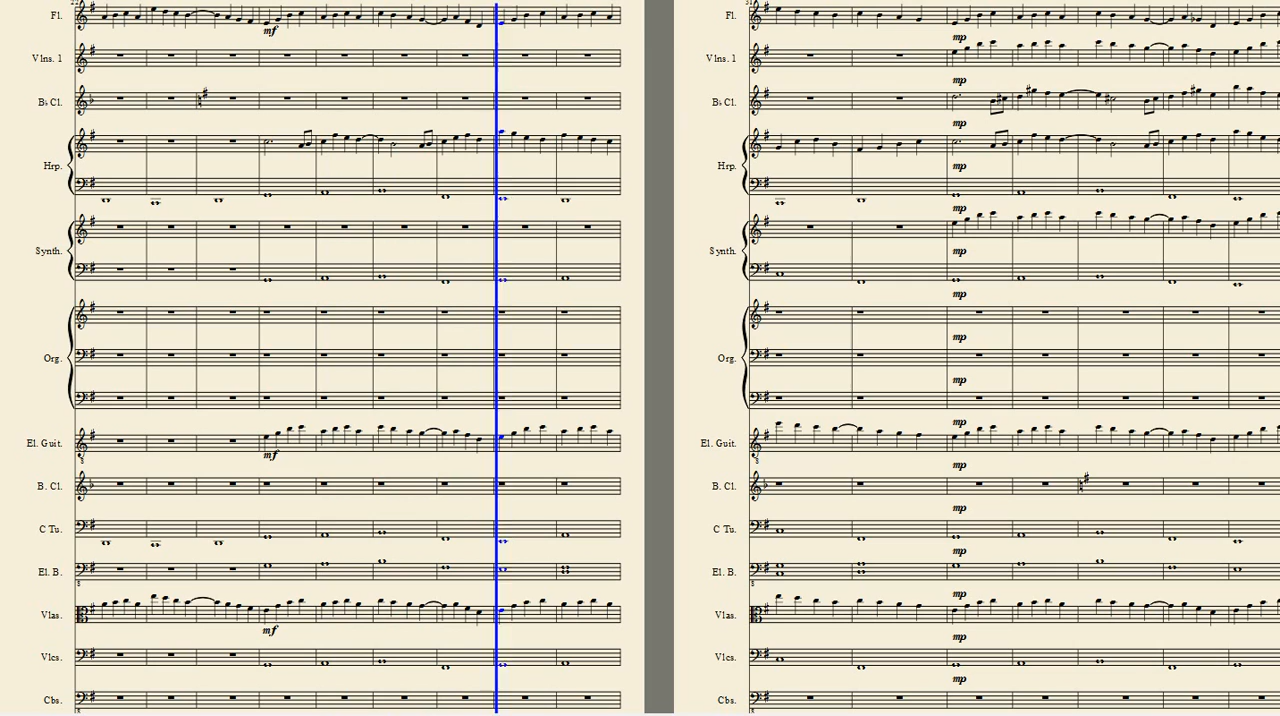 Fl.
mf
Vlns. 1
B♭ Cl.
Hrp.
Synth.
Org.
El. Guit.
mf
B. Cl.
C Tu.
El. B.
Vlas.
mf
Vlcs.
Cbs.
Fl.
mp
Vlns. 1
mp
B♭ Cl.
mp
Hrp.
mp
mp
Synth.
mp
mp
mp
Org.
mp
mp
El. Guit.
mp
B. Cl.
mp
C Tu.
mp
El. B.
mp
Vlas.
mp
Vlcs.
mp
Cbs.